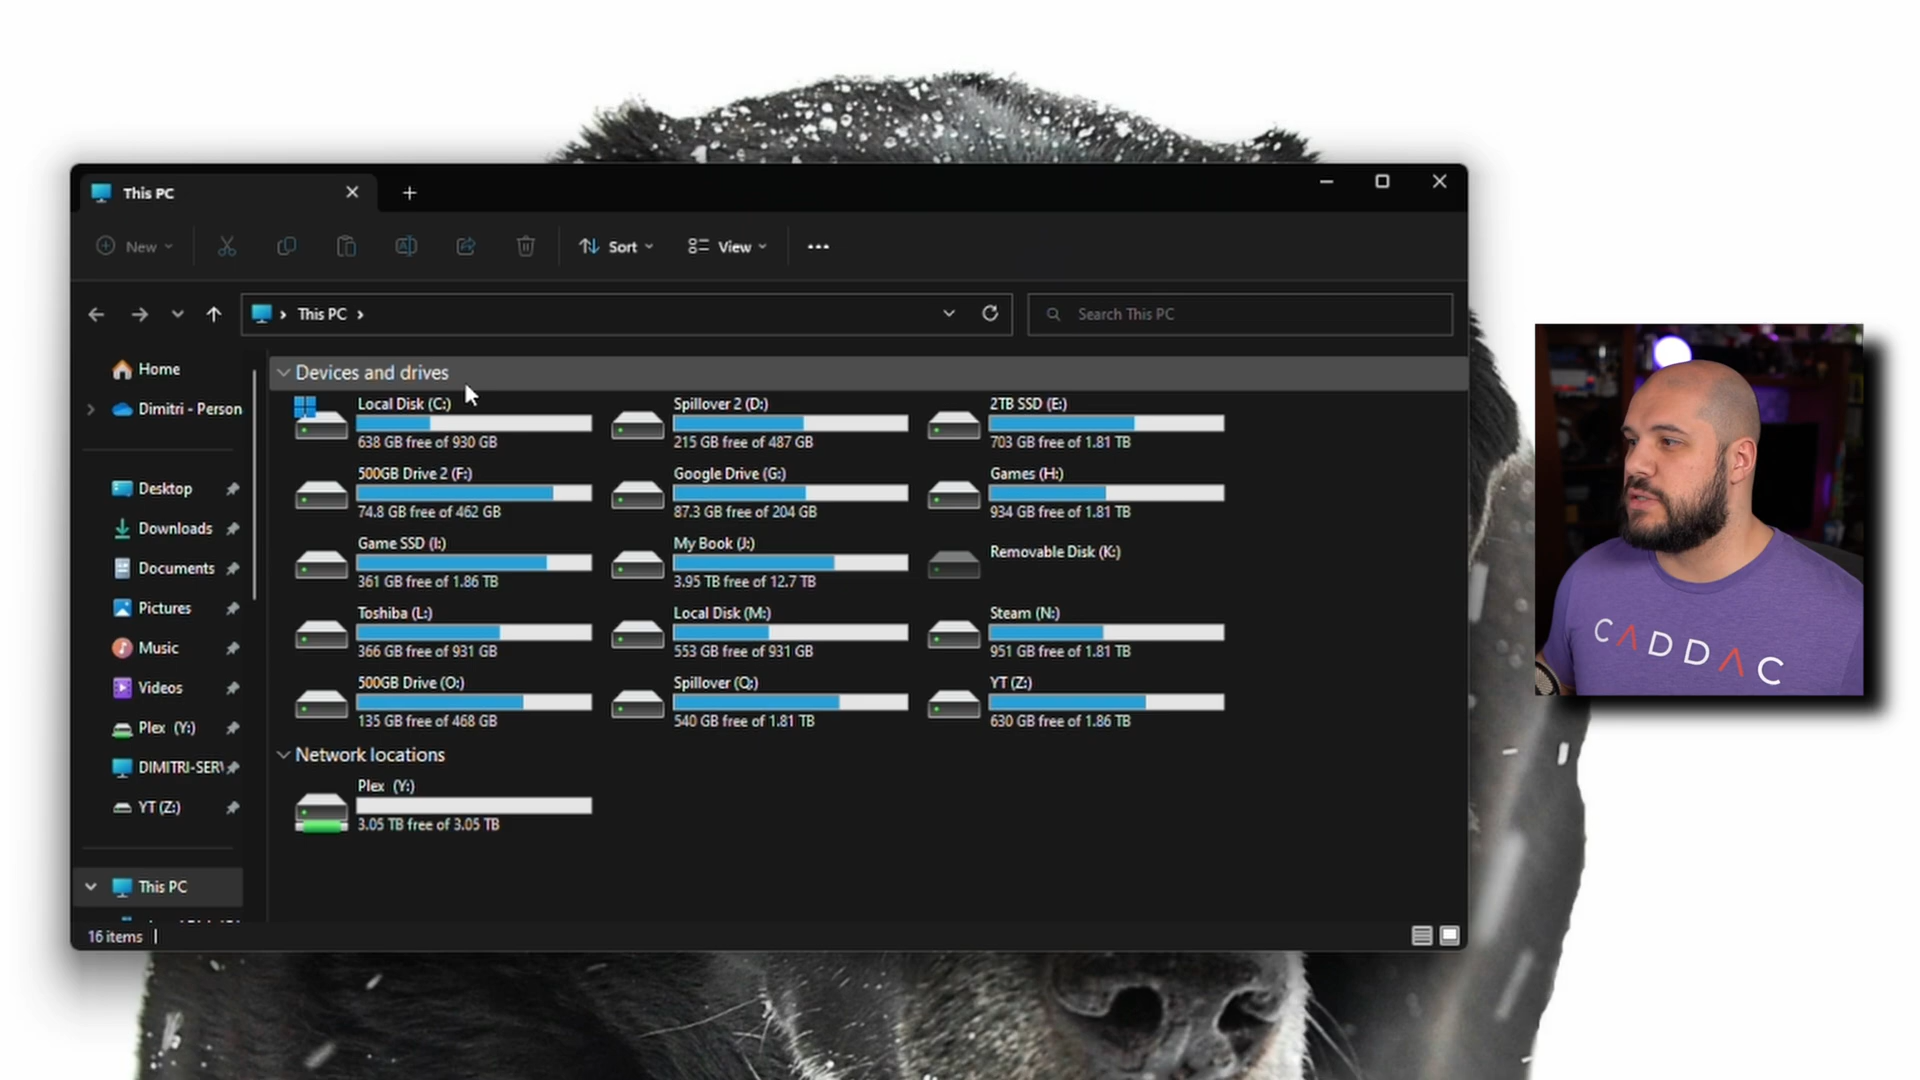 This PC
New
Sort
View
This PC
Search This PC
Home
Dimitri - Person
Desktop
Downloads
Documents
Pictures
Music
Videos
Plex (Y:)
DIMITRI-SER
YT (Z:)
This PC
16 items
Devices and drives
Local Disk (C:)
638 GB free of 930 GB
Spillover 2 (D:)
215 GB free of 487 GB
2TB SSD (E:)
703 GB free of 1.81 TB
500GB Drive 2 (F:)
74.8 GB free of 462 GB
Google Drive (G:)
87.3 GB free of 204 GB
Games (H:)
934 GB free of 1.81 TB
Game SSD (I:)
361 GB free of 1.86 TB
My Book (J:)
3.95 TB free of 12.7 TB
Removable Disk (K:)
Toshiba (L:)
366 GB free of 931 GB
Local Disk (M:)
553 GB free of 931 GB
Steam (N:)
951 GB free of 1.81 TB
500GB Drive (O:)
135 GB free of 468 GB
Spillover (Q:)
540 GB free of 1.81 TB
YT (Z:)
630 GB free of 1.86 TB
Network locations
Plex (Y:)
3.05 TB free of 3.05 TB
CADDAC